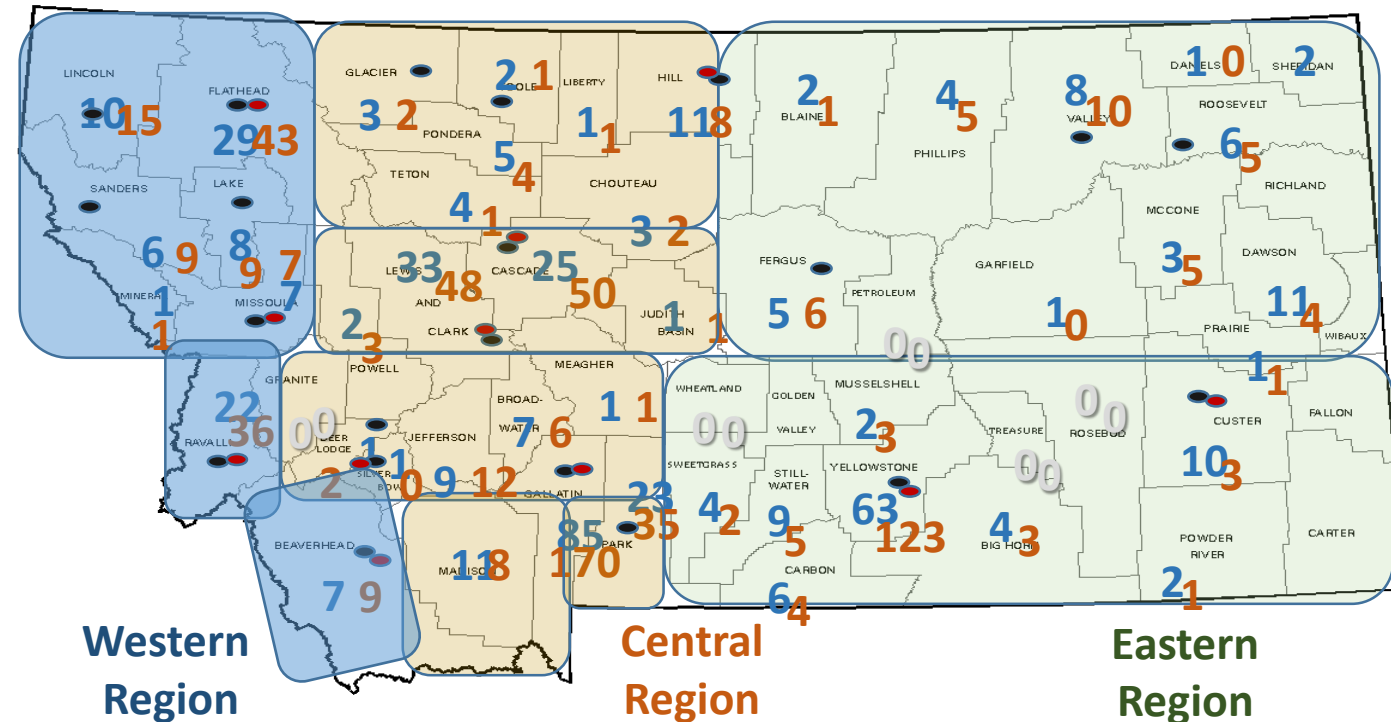 LINCOLN
10 15
FLATHEAD
29 43
GLACIER
3 2
2 1
LIBERTY
1 1
HILL
11 8
PONDERA
5 4
TETON
4 1
CHOUTEAU
3 2
BLAINE
2 1
PHILLIPS
4 5
VALLEY
8 10
DANIELS
1 0
SHERIDAN
2
ROOSEVELT
6 5
RICHLAND
SANDERS
6 9
LAKE
8 9
MISSOULA
7 7
1 1
LEWIS
AND
CLARK
33 48
CASCADE
25 50
JUDITH
BASIN
1 1
2 3
POWELL
FERGUS
5 6
PETROLEUM
0 0
GARFIELD
1 0
MCCONE
3 5
DAWSON
11 4
PRAIRIE
1 1
WIBAUX
GRANITE
0 0
22 36
DEER
LODGE
1 2
SILVER
BOW
1 0
JEFFERSON
9 12
BROAD-
WATER
7 6
MEAGHER
1 1
GALLATIN
85 170
PARK
23 35
WHEATLAND
0 0
GOLDEN
VALLEY
MUSSELSHELL
2 3
TREASURE
0 0
ROSEBUD
0 0
CUSTER
10 3
FALLON
SWEETGRASS
4 2
STILL-
WATER
9 5
YELLOWSTONE
63 123
BIG HORN
4 3
CARBON
6 4
POWDER
RIVER
2 1
CARTER
BEAVERHEAD
7 9
MADISON
11 8
Western
Region
Central
Region
Eastern
Region